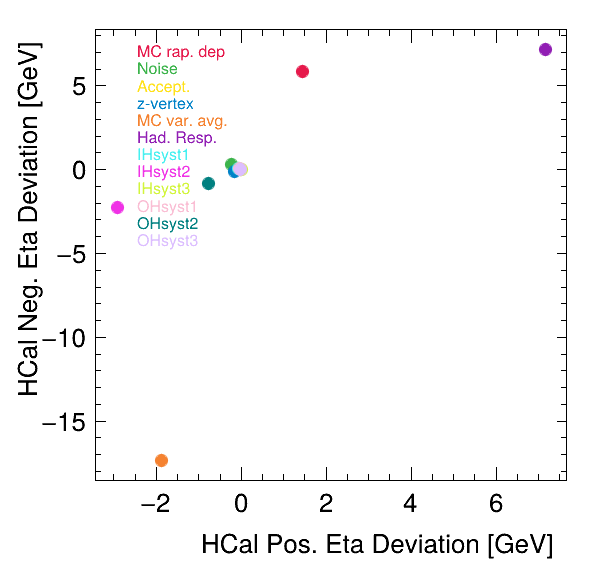 MC rap. dep
Noise
Accept.
z-vertex
MC var. avg.
Had. Resp.
IHsyst1
IHsyst2
IHsyst3
OHsyst1
OHsyst2
OHsyst3
HCal Neg. Eta Deviation [GeV]
5
0
−5
−10
−15
−2 0 2 4 6
HCal Pos. Eta Deviation [GeV]